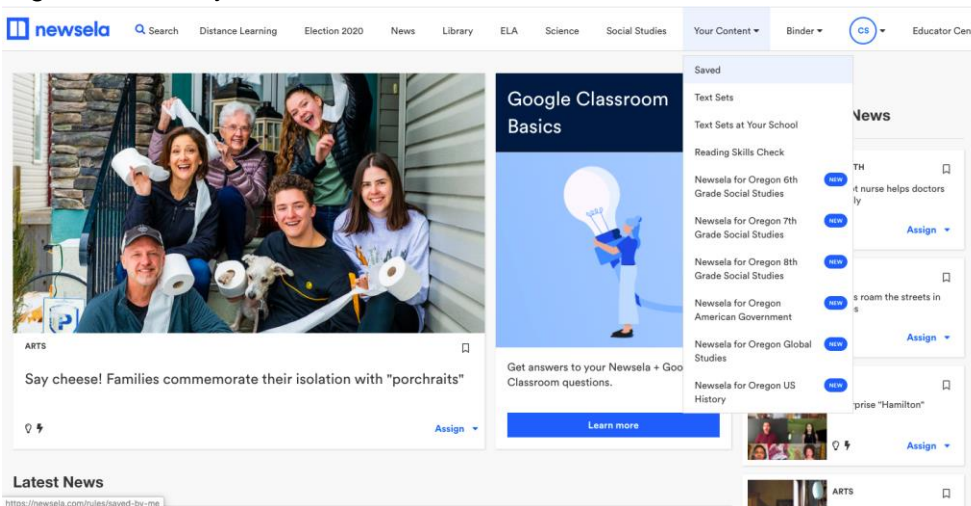 newsela
Search
Distance Learning
Election 2020
News
Library
ELA
Science
Social Studies
Your Content
Binder
CS
Educator Cen
Saved
Text Sets
Text Sets at Your School
Reading Skills Check
Newsela for Oregon 6th
Grade Social Studies
NEW
Newsela for Oregon 7th
Grade Social Studies
NEW
Newsela for Oregon 8th
Grade Social Studies
NEW
Newsela for Oregon
American Government
NEW
Newsela for Oregon Global
Studies
NEW
Newsela for Oregon US
History
NEW
ARTS
Say cheese! Families commemorate their isolation with "porchraits"
Assign
Google Classroom
Basics
Get answers to your Newsela + Goo
Classroom questions.
Learn more
News
TH
t nurse helps doctors
ly
Assign
s roam the streets in
s
Assign
rprise "Hamilton"
Assign
ARTS
Latest News
https://newsela.com/rules/saved-by-me